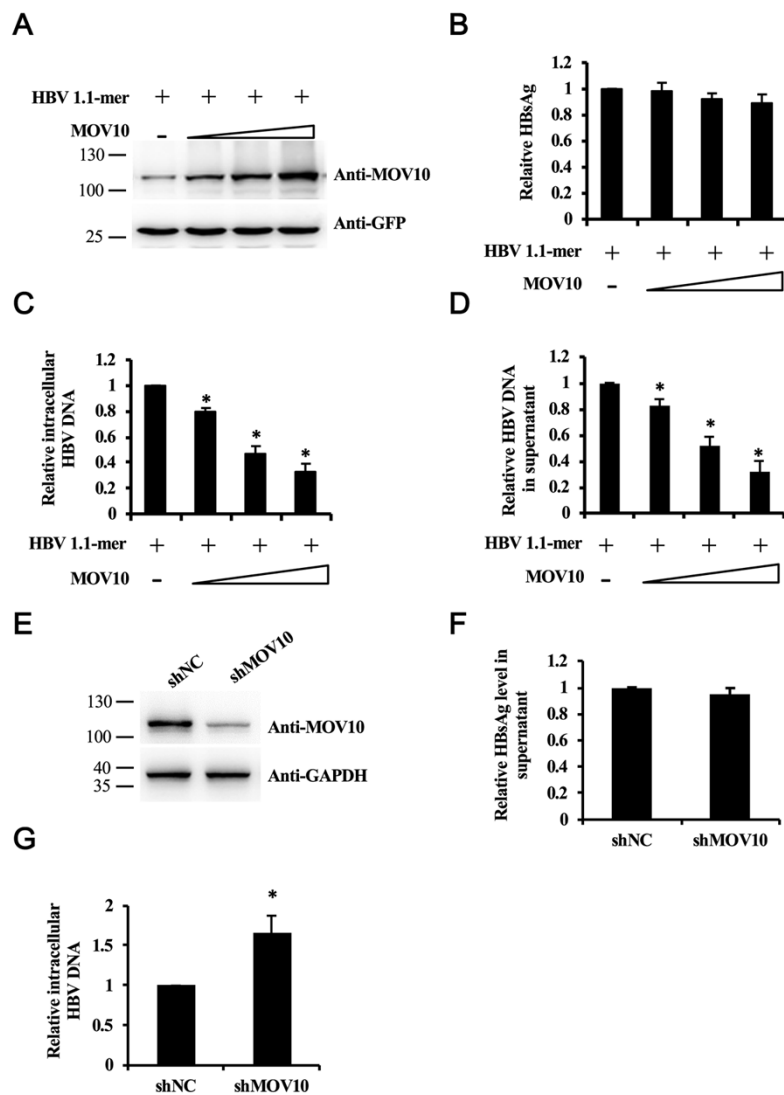 A
HBV 1.1-mer + + + +
MOV10 -
130
100
Anti-MOV10
25
Anti-GFP
B
Relaitve HBsAg
1.2
1
0.8
0.6
0.4
0.2
0
HBV 1.1-mer + + + +
MOV10 -
C
Relative intracellular
HBV DNA
1.2
1
0.8
0.6
0.4
0.2
0
* * *
HBV 1.1-mer + + + +
MOV10 -
D
Relativve HBV DNA
in supernatant
1.2
1
0.8
0.6
0.4
0.2
0
* * *
HBV 1.1-mer + + + +
MOV10 -
E
shNC shMOV10
130
100
Anti-MOV10
40
35
Anti-GAPDH
F
Relative HBsAg level in
supernatant
1.2
1
0.8
0.6
0.4
0.2
0
shNC shMOV10
G
Relative intracellular
HBV DNA
2
1.5
1
0.5
0
*
shNC shMOV10